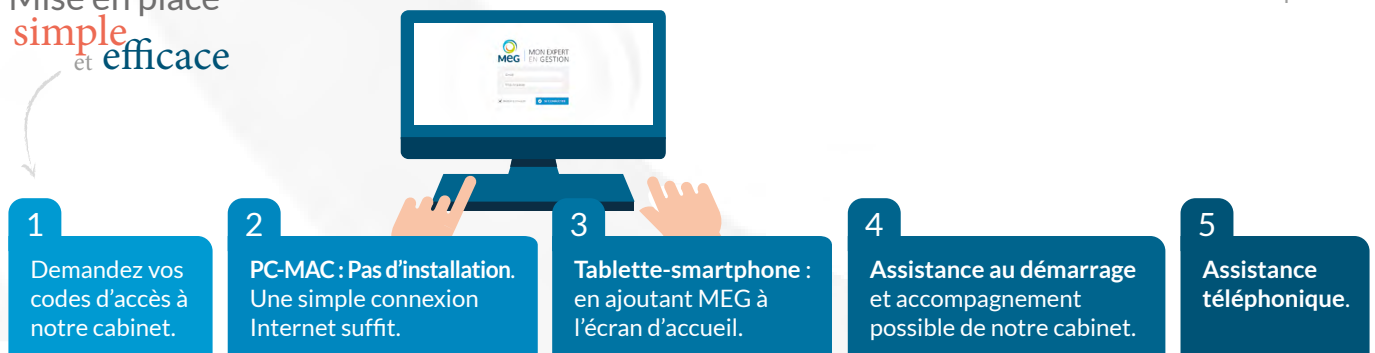 Mise en place
simple
et efficace
MEG
MON EXPERT
EN GESTION
1
Demandez vos
codes d'accès à
notre cabinet.
2
PC-MAC : Pas d'installation.
Une simple connexion
Internet suffit.
3
Tablette-smartphone :
en ajoutant MEG à
l'écran d'accueil.
4
Assistance au démarrage
et accompagnement
possible de notre cabinet.
5
Assistance
téléphonique.